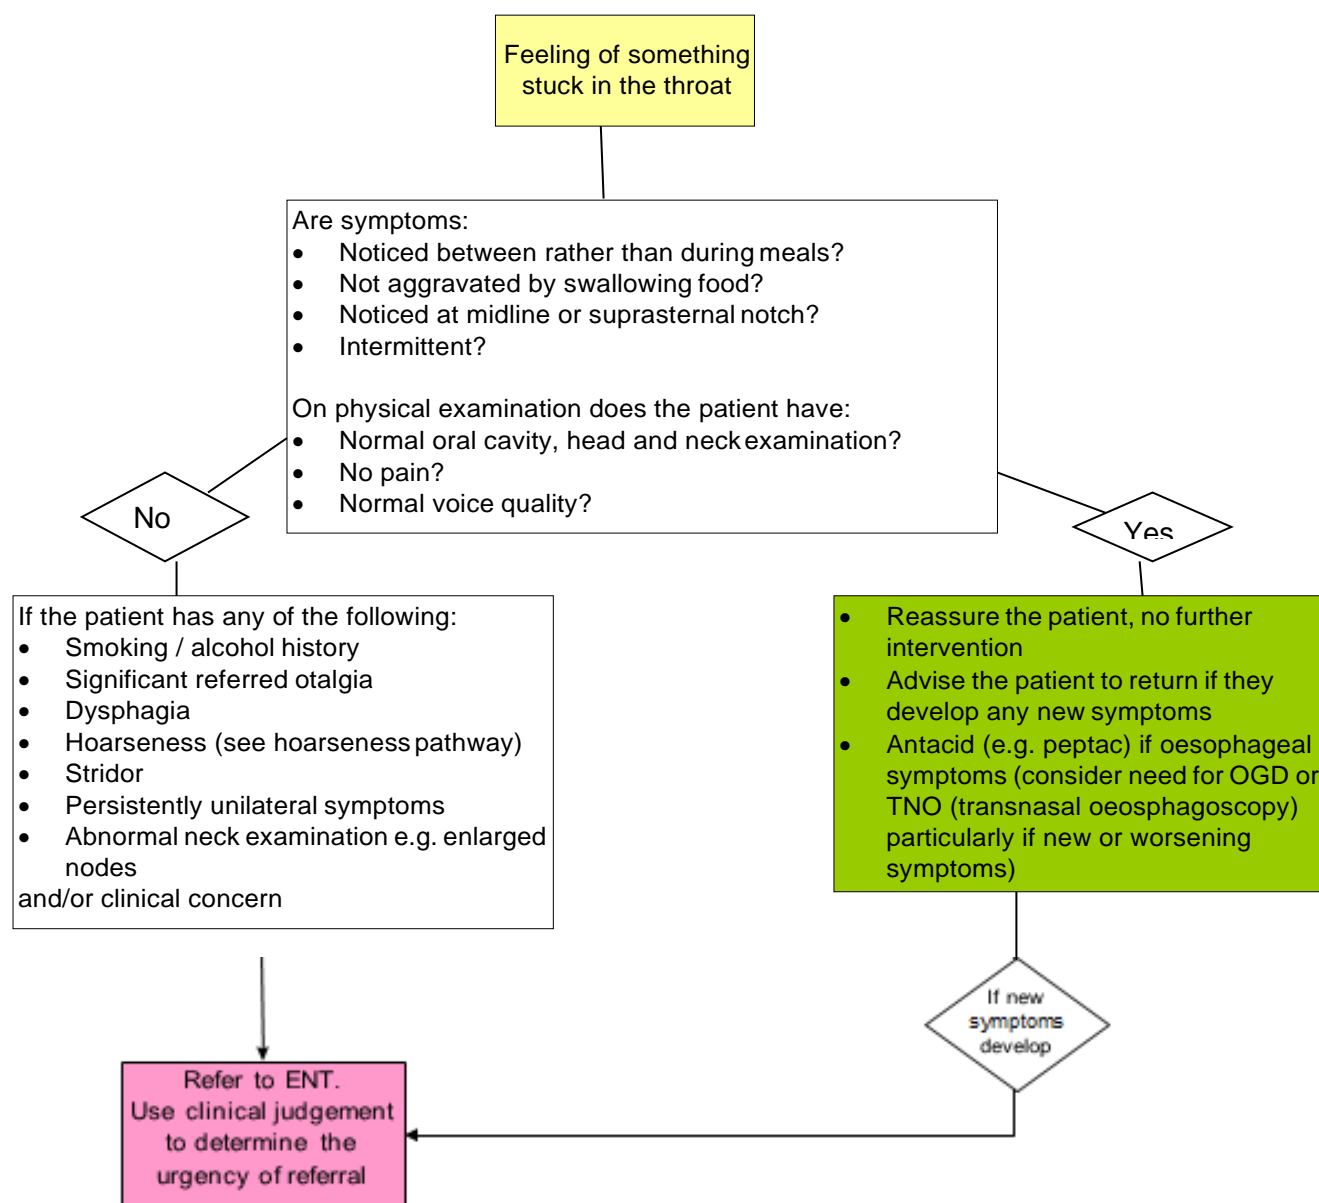 Feeling of something
stuck in the throat
Are symptoms:
• Noticed between rather than during meals?
• Not aggravated by swallowing food?
• Noticed at midline or suprasternal notch?
• Intermittent?
On physical examination does the patient have:
• Normal oral cavity, head and neck examination?
• No pain?
• Normal voice quality?
No
Yes
If the patient has any of the following:
• Smoking / alcohol history
• Significant referred otalgia
• Dysphagia
• Hoarseness (see hoarseness pathway)
• Stridor
• Persistently unilateral symptoms
• Abnormal neck examination e.g. enlarged
nodes
and/or clinical concern
• Reassure the patient, no further
intervention
• Advise the patient to return if they
develop any new symptoms
• Antacid (e.g. peptac) if oesophageal
symptoms (consider need for OGD or
TNO (transnasal oeosphagoscopy)
particularly if new or worsening
symptoms)
If new
symptoms
develop
Refer to ENT.
Use clinical judgement
to determine the
urgency of referral